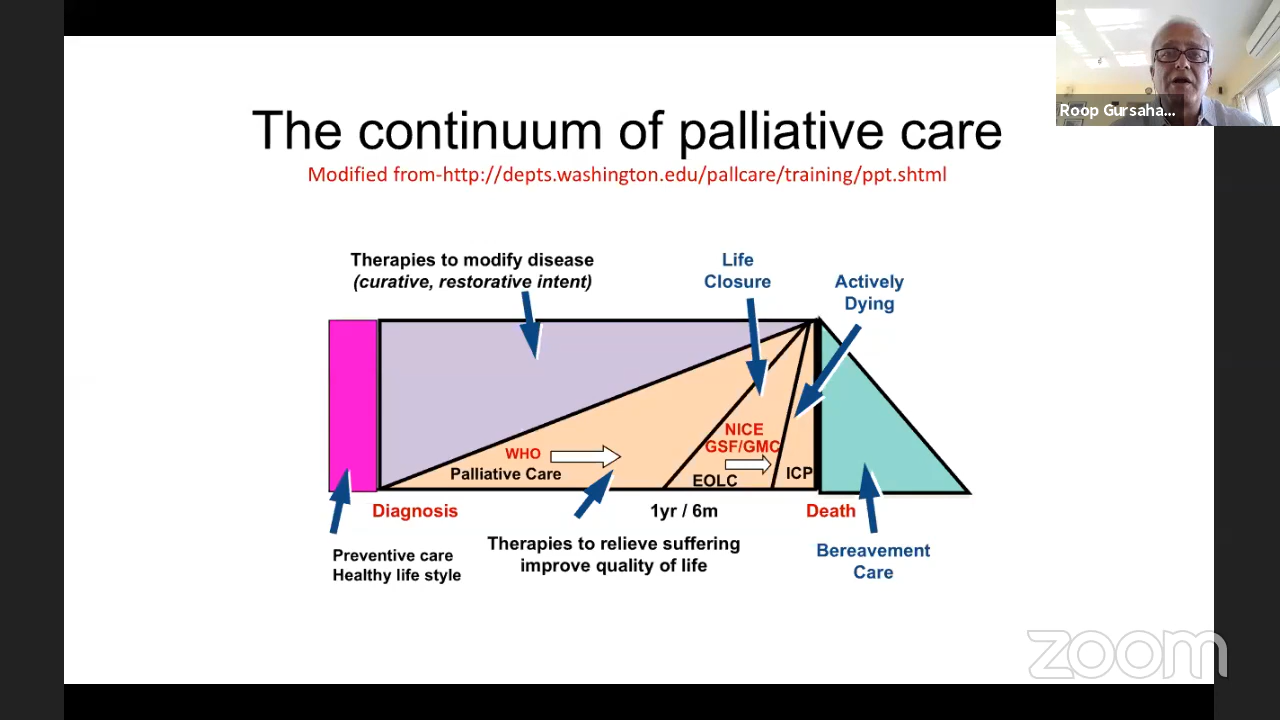 Roop Gursaha...
The continuum of palliative care
Modified from-http://depts.washington.edu/pallcare/training/ppt.shtml
Therapies to modify disease
(curative, restorative intent)
Life
Closure
Actively
Dying
WHO
Palliative Care
NICE
GSF/GMC
EOLC
ICP
Diagnosis
1yr / 6m
Death
Preventive care
Healthy life style
Therapies to relieve suffering
improve quality of life
Bereavement
Care
zoom